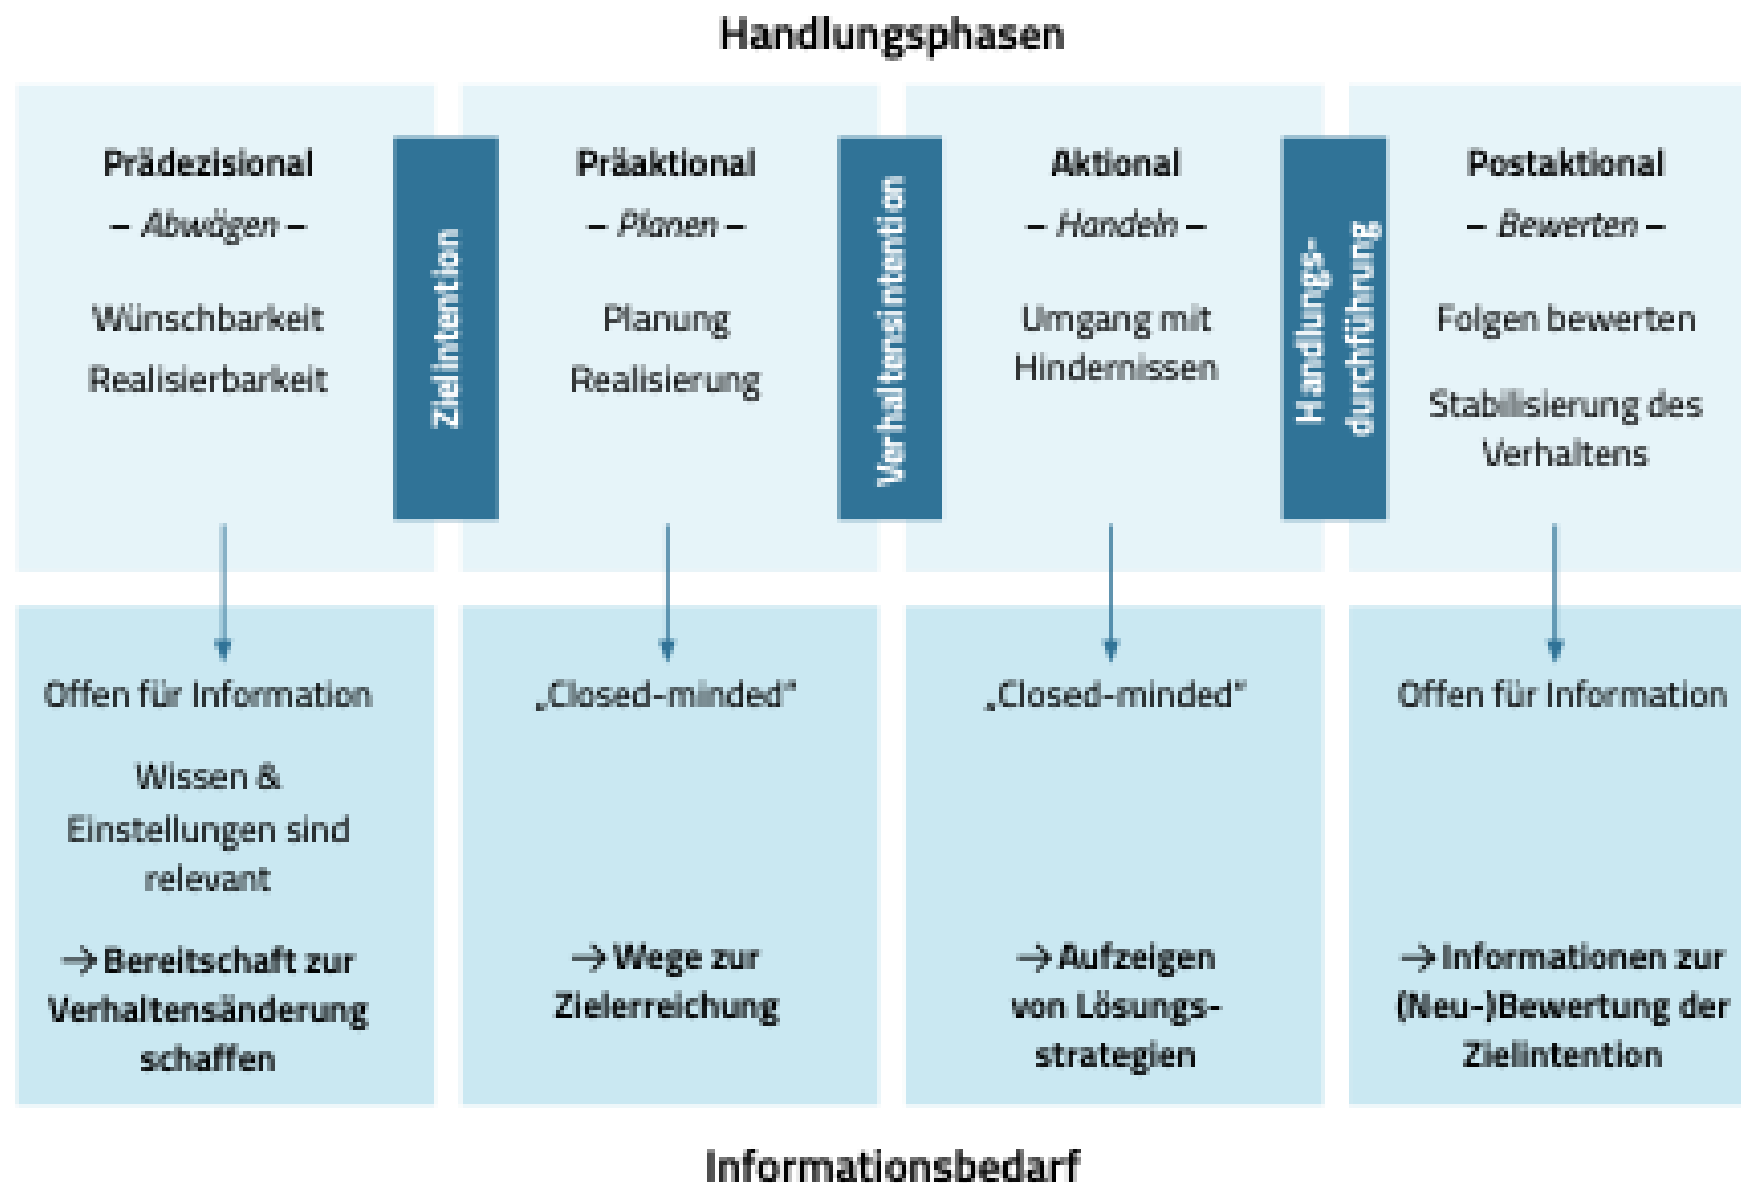 Handlungsphasen
Prädezisional
– Abwägen –
Wünschbarkeit
Realisierbarkeit
Zielintention
Präaktional
– Planen –
Planung
Realisierung
Verhaltensintention
Aktional
– Handeln –
Umgang mit
Hindernissen
Handlungs-
durchführung
Postaktional
– Bewerten –
Folgen bewerten
Stabilisierung des
Verhaltens
Offen für Information
Wissen &
Einstellungen sind
relevant
→ Bereitschaft zur
Verhaltensänderung
schaffen
„Closed-minded“
→ Wege zur
Zielerreichung
„Closed-minded“
→ Aufzeigen
von Lösungs-
strategien
Offen für Information
→ Informationen zur
(Neu-)Bewertung der
Zielintention
Informationsbedarf